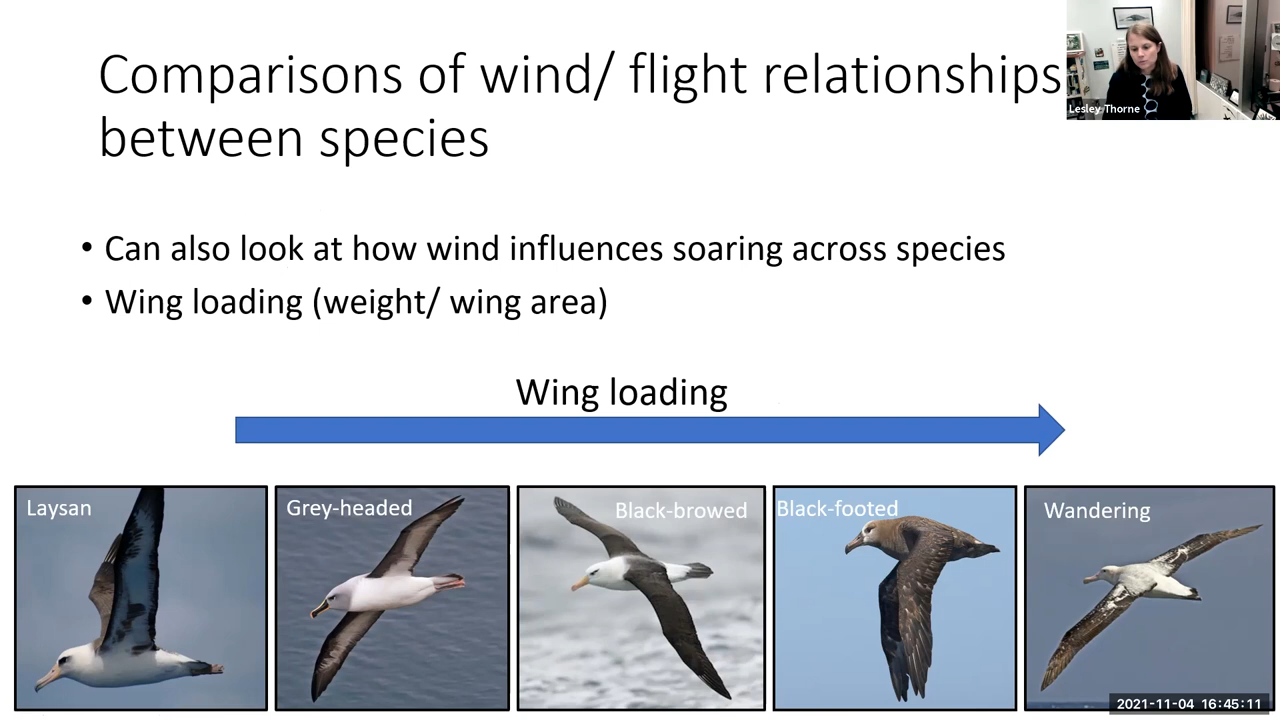 Comparisons of wind/ flight relationships
between species
Lesley Thorne
• Can also look at how wind influences soaring across species
• Wing loading (weight/ wing area)
Wing loading
Laysan
Grey-headed
Black-browed
Black-footed
Wandering
2021-11-04 16:45:11